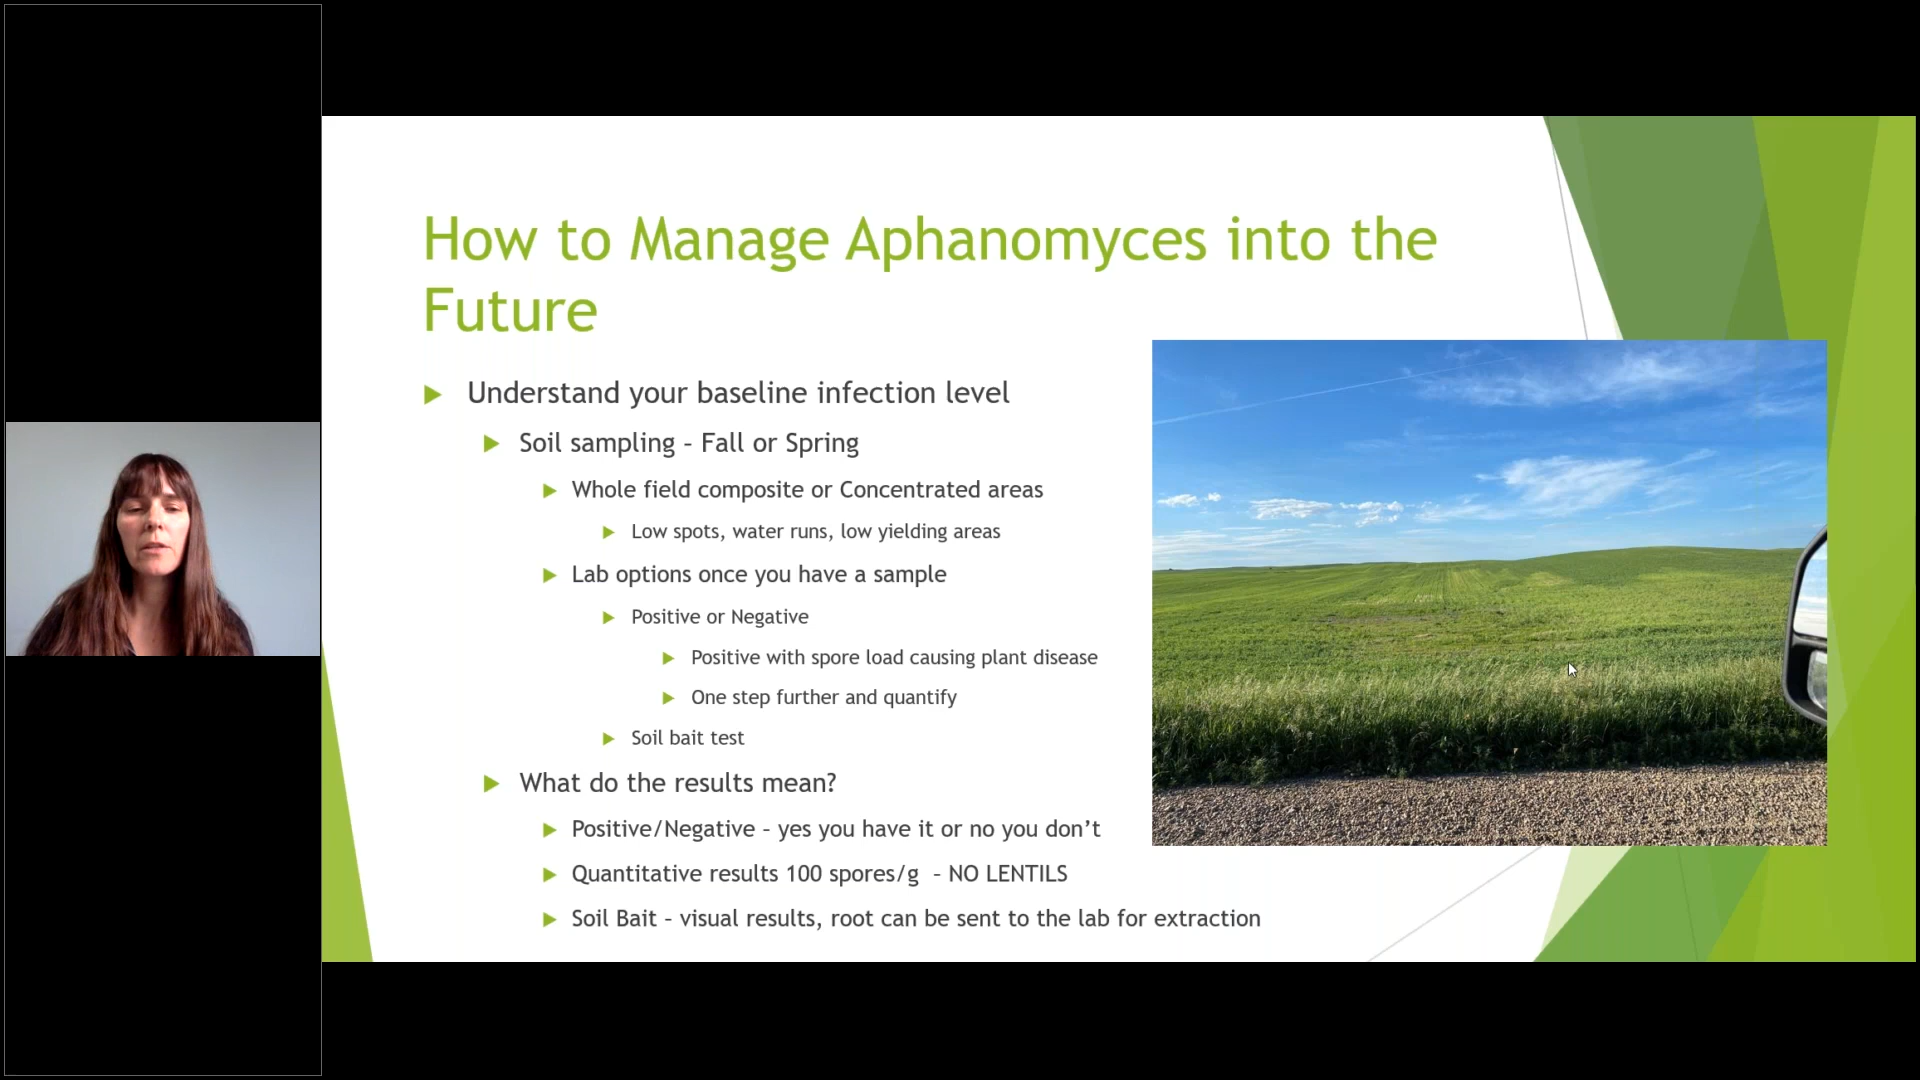 How to Manage Aphanomyces into the
Future
Understand your baseline infection level
Soil sampling – Fall or Spring
Whole field composite or Concentrated areas
Low spots, water runs, low yielding areas
Lab options once you have a sample
Positive or Negative
Positive with spore load causing plant disease
One step further and quantify
Soil bait test
What do the results mean?
Positive/Negative – yes you have it or no you don’t
Quantitative results 100 spores/g – NO LENTILS
Soil Bait – visual results, root can be sent to the lab for extraction